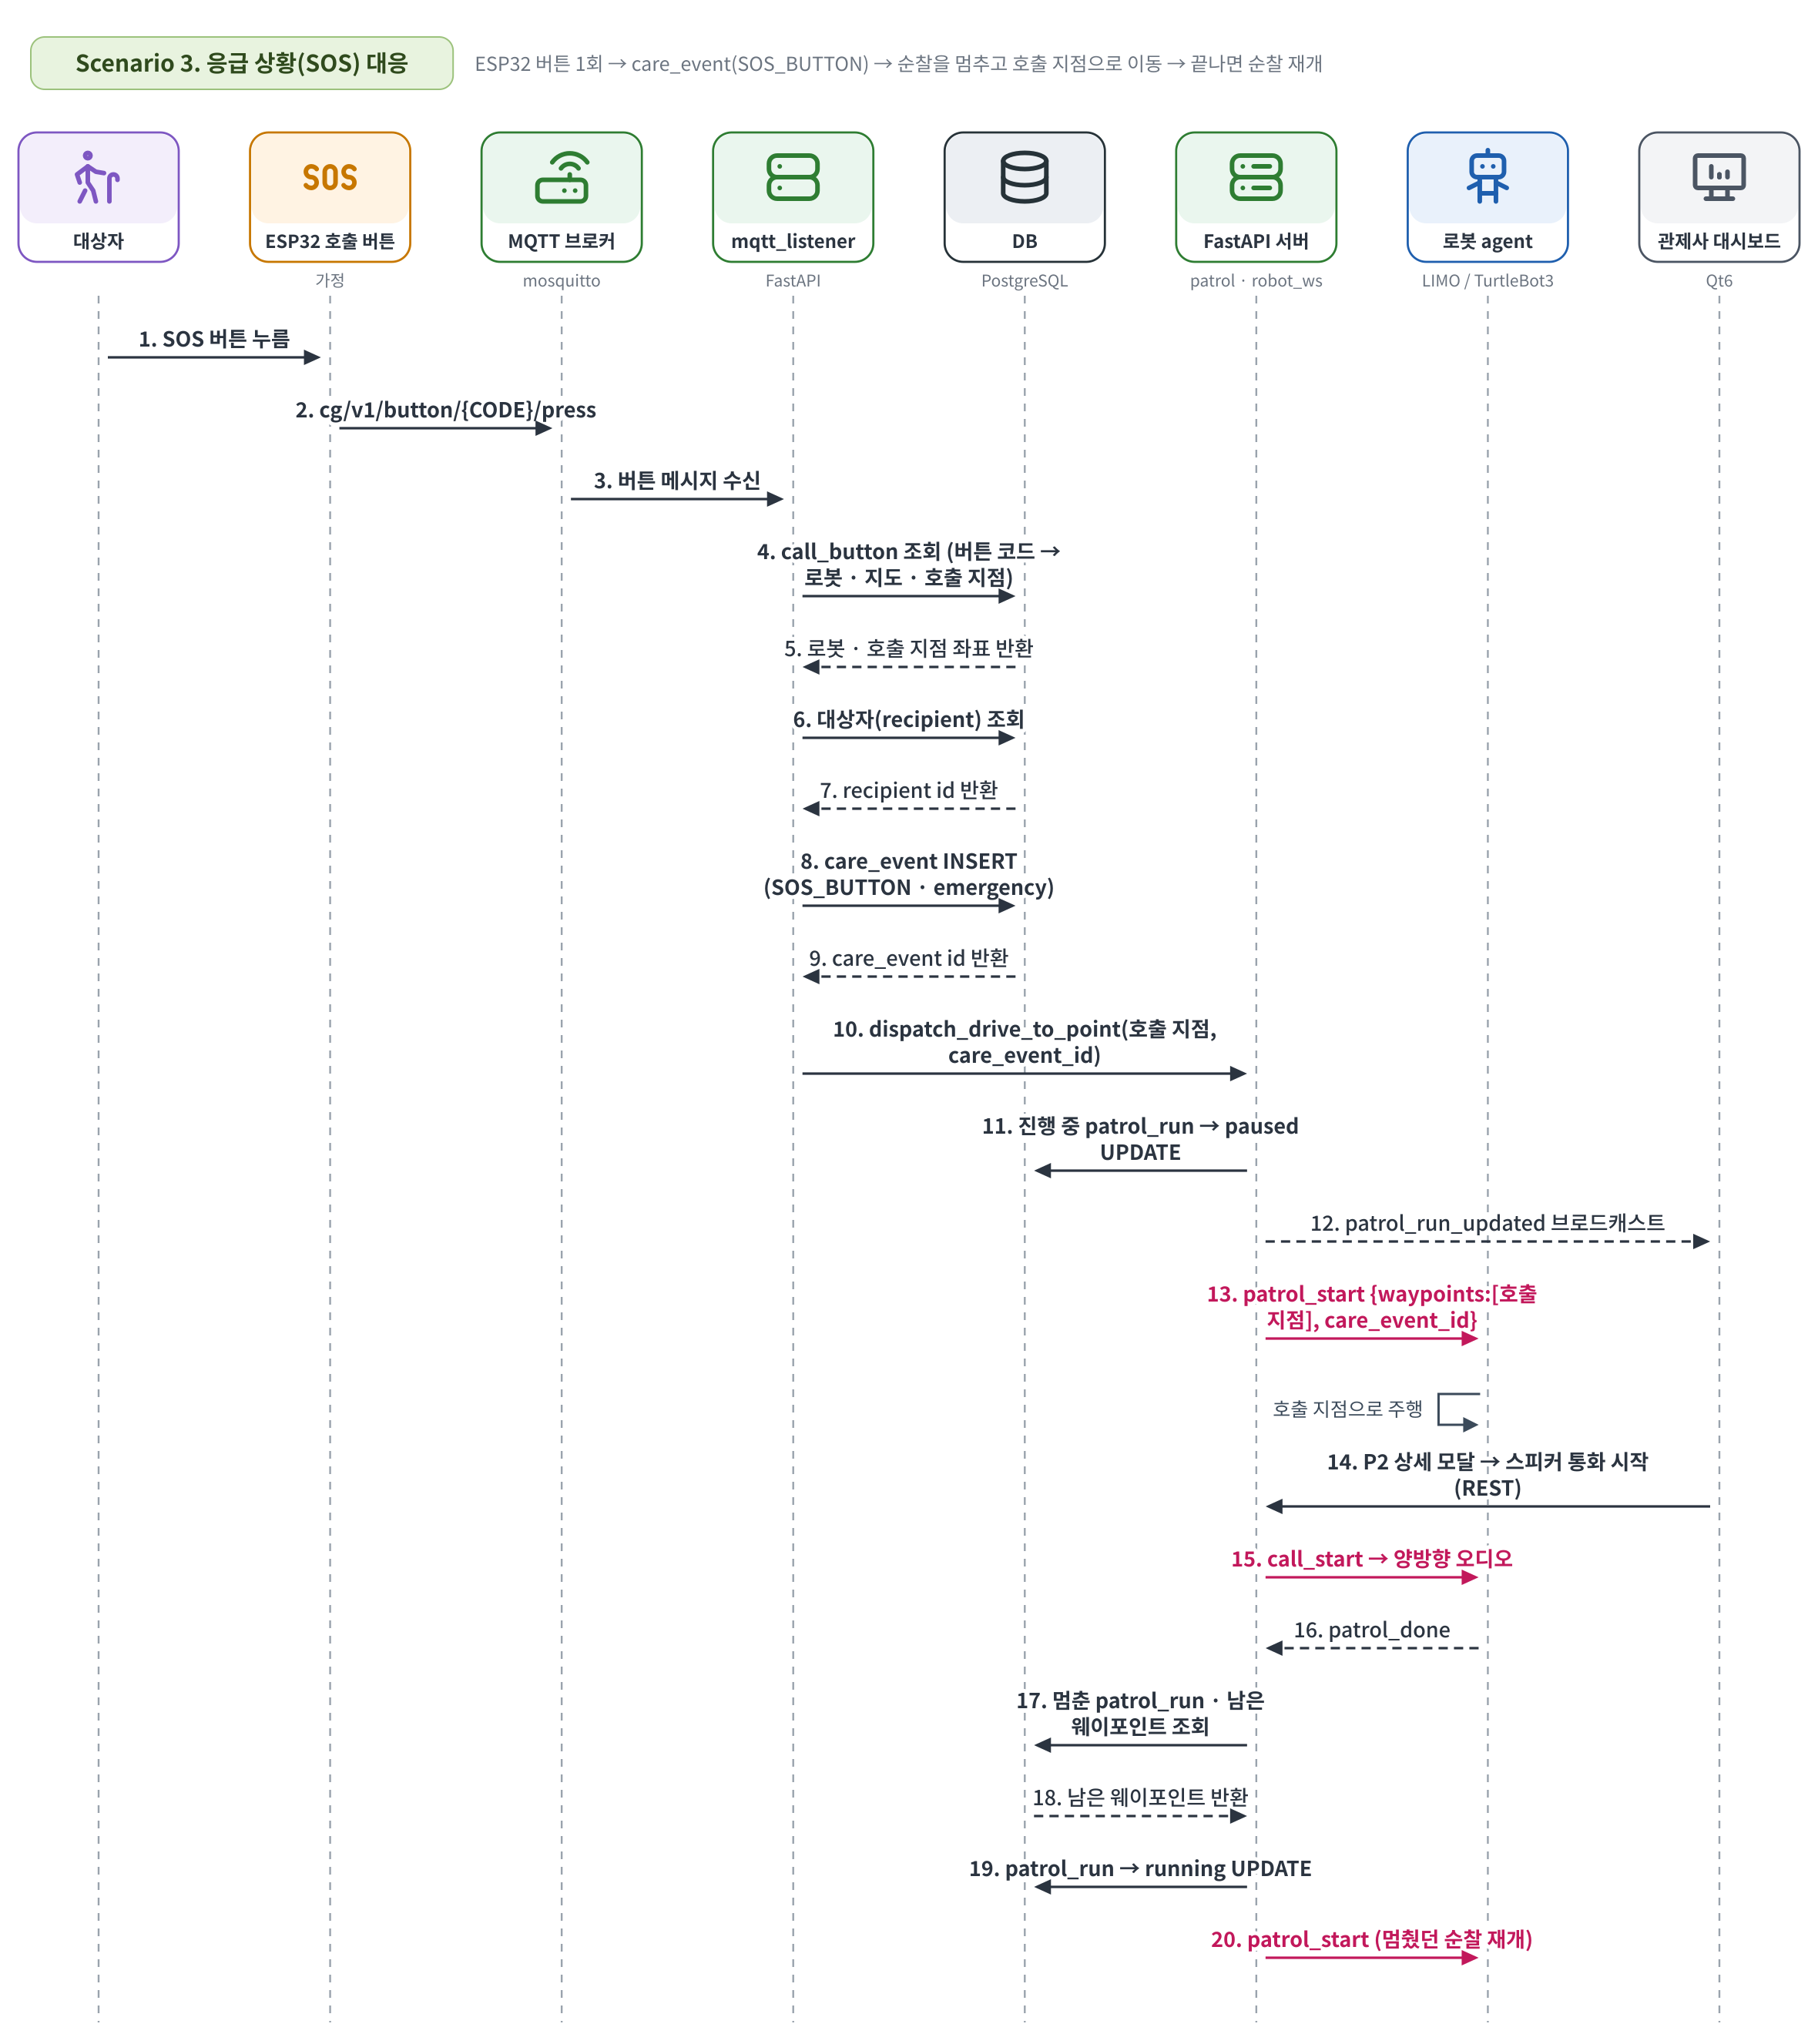 Scenario 3. 응급 상황(SOS) 대응
ESP32 버튼 1회 → care_event(SOS_BUTTON) → 순찰을 멈추고 호출 지점으로 이동 → 끝나면 순찰 재개
SOS
대상자
ESP32 호출 버튼
MQTT 브로커
mqtt_listener
DB
FastAPI 서버
로봇 agent
관제사 대시보드
가정
mosquitto
FastAPI
PostgreSQL
patrol · robot_ws
LIMO / TurtleBot3
Qt6
1. SOS 버튼 누름
2. cg/v1/button/{CODE}/press
3. 버튼 메시지 수신
4. call_button 조회 (버튼 코드 →
로봇 · 지도 · 호출 지점)
5. 로봇 · 호출 지점 좌표 반환
6. 대상자(recipient) 조회
7. recipient id 반환
8. care_event INSERT
(SOS_BUTTON · emergency)
9. care_event id 반환
10. dispatch_drive_to_point(호출 지점,
care_event_id)
11. 진행 중 patrol_run → paused
UPDATE
12. patrol_run_updated 브로드캐스트
13. patrol_start {waypoints:[호출
지점], care_event_id}
호출 지점으로 주행
14. P2 상세 모달 → 스피커 통화 시작
(REST)
15. call_start → 양방향 오디오
16. patrol_done
17. 멈춘 patrol_run · 남은
웨이포인트 조회
18. 남은 웨이포인트 반환
19. patrol_run → running UPDATE
20. patrol_start (멈췄던 순찰 재개)